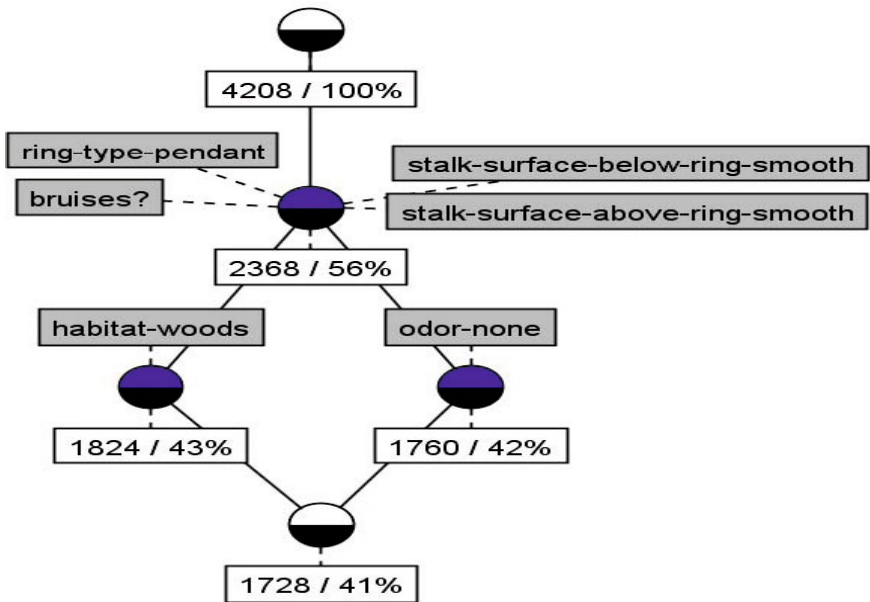 4208 / 100%
ring-type-pendant
stalk-surface-below-ring-smooth
bruises?
stalk-surface-above-ring-smooth
2368 / 56%
habitat-woods
odor-none
1824 / 43%
1760 / 42%
1728 / 41%